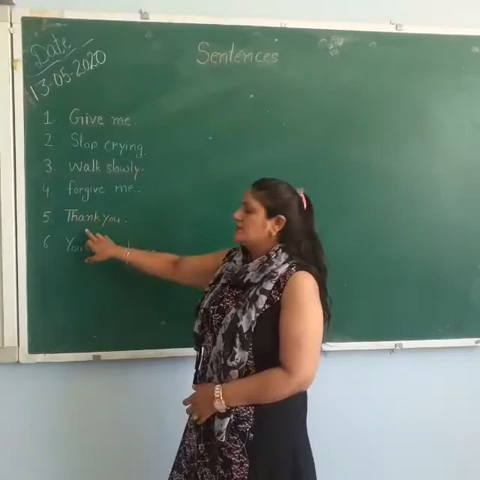 Date
13-05-2020
Sentences
1. Give me.
2 Stop crying.
3. Walk slowly.
4. forgive me..
5. Thank you.
6 You